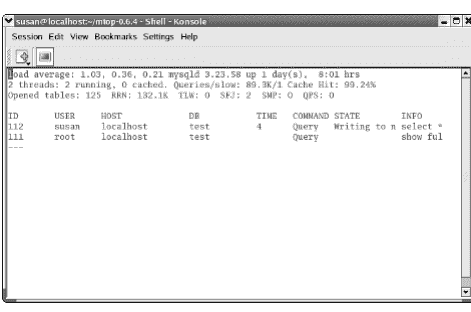 susan@localhost:~/mtop-0.6.4 - Shell - Konsole
Session Edit View Bookmarks Settings Help
load average: 1.03, 0.36, 0.21 mysqld 3.23.58 up 1 day(s), 8:01 hrs
2 threads: 2 running, 0 cached. Queries/slow: 89.3K/1 Cache Hit: 99.24%
Opened tables: 125 RRN: 132.1K TLW: 0 SFJ: 2 SMP: 0 QPS: 0
ID USER HOST DB TIME COMMAND STATE INFO
112 susan localhost test 4 Query Writing to n select *
111 root localhost test Query show ful
---